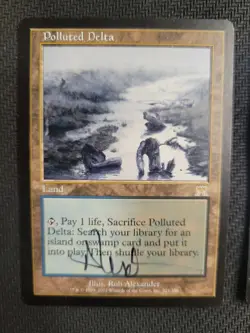 Polluted Delta
Land
, Pay 1 life, Sacrifice Polluted
Delta: Search your library for an
island or swamp card and put it
into play. Then shuffle your library.
Illus. Rob Alexander